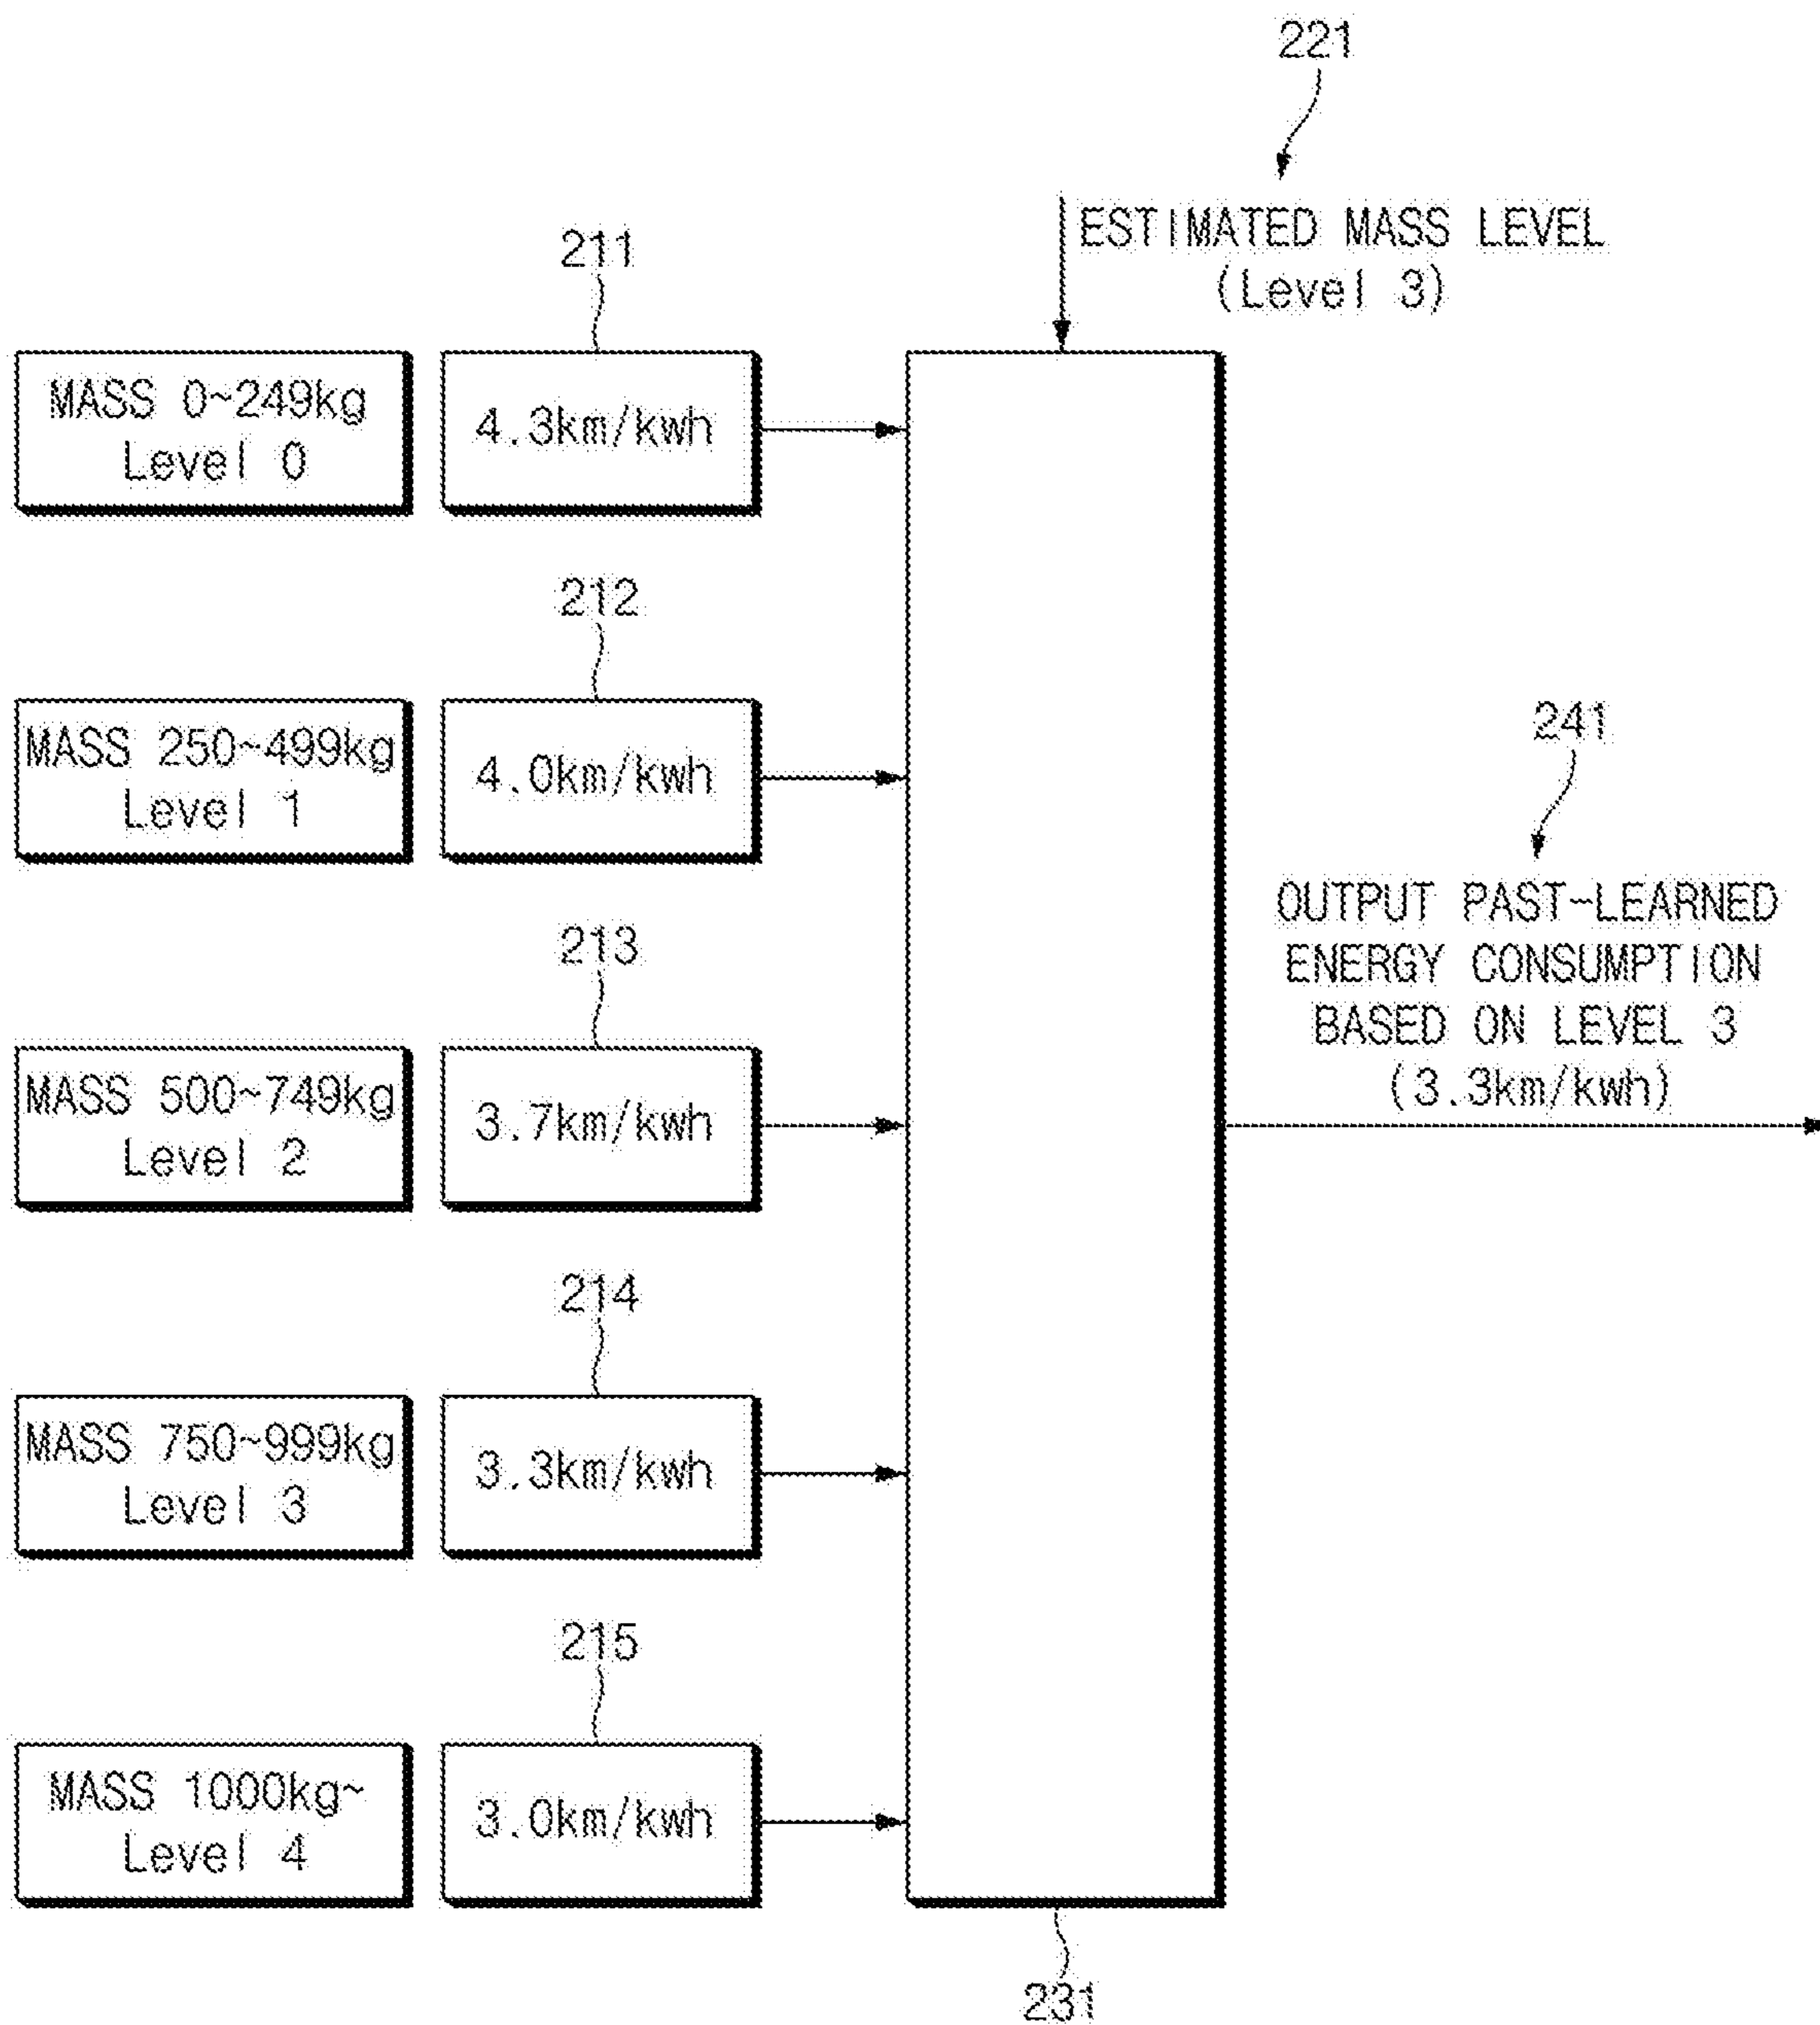 221
ESTIMATED MASS LEVEL
(Level 3)
211
MASS 0~249kg
Level 0
4.3km/kwh
212
MASS 250~499kg
Level 1
4.0km/kwh
241
OUTPUT PAST-LEARNED
ENERGY CONSUMPTION
BASED ON LEVEL 3
(3.3km/kwh)
213
MASS 500~749kg
Level 2
3.7km/kwh
214
MASS 750~999kg
Level 3
3.3km/kwh
215
MASS 1000kg~
Level 4
3.0km/kwh
231